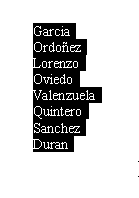 Garcia
Ordoñez
Lorenzo
Oviedo
Valenzuela
Quintero
Sanchez
Duran